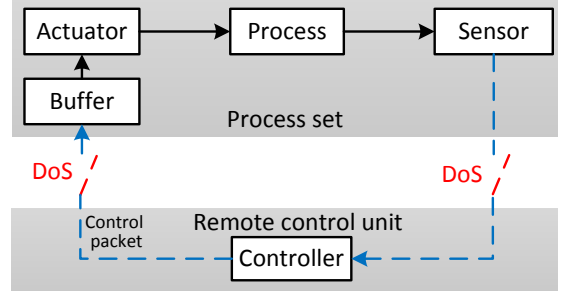 Actuator
Process
Sensor
Buffer
Process set
DoS
DoS
Control
packet
Remote control unit
Controller